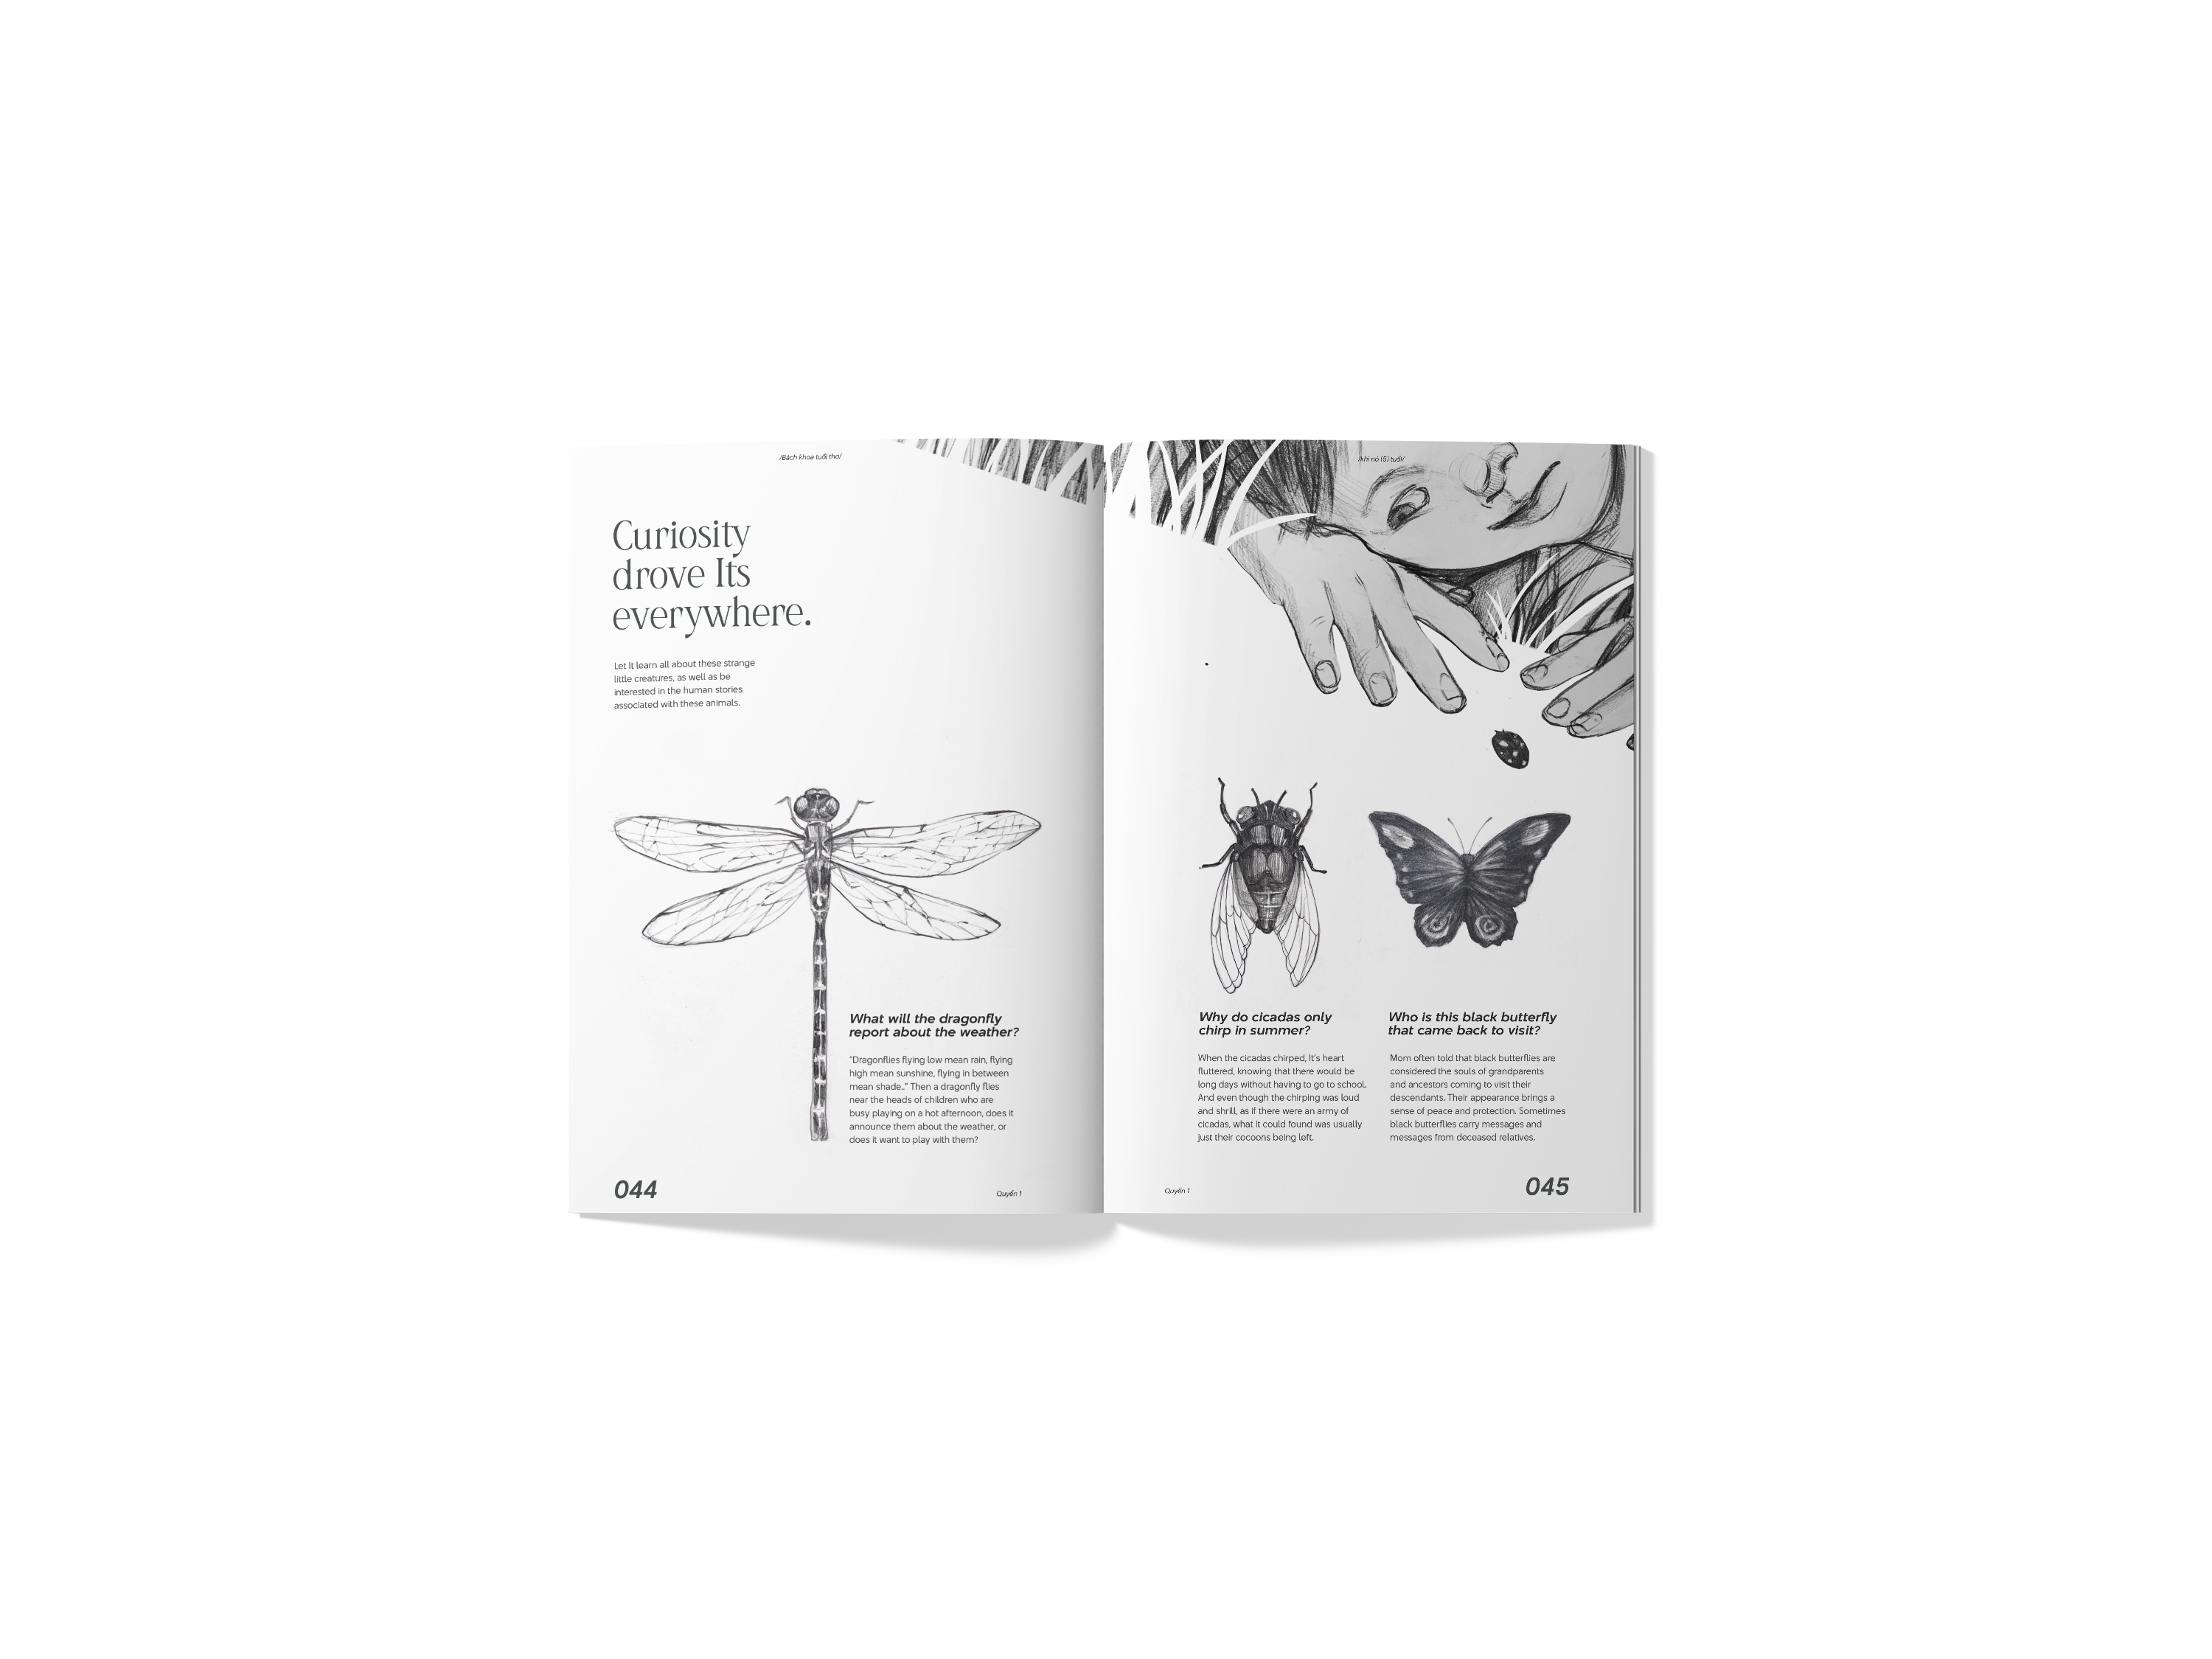 /Bách khoa tuổi thơ/
Curiosity
drove Its
everywhere.
Let It learn all about these strange
little creatures, as well as be
interested in the human stories
associated with these animals.
What will the dragonfly
report about the weather?
"Dragonflies flying low mean rain, flying
high mean sunshine, flying in between
mean shade.." Then a dragonfly flies
near the heads of children who are
busy playing on a hot afternoon, does it
announce them about the weather, or
does it want to play with them?
044
Quyển 1
/khi nó (5) tuổi/
Why do cicadas only
chirp in summer?
When the cicadas chirped, It's heart
fluttered, knowing that there would be
long days without having to go to school.
And even though the chirping was loud
and shrill, as if there were an army of
cicadas, what it could found was usually
just their cocoons being left.
Who is this black butterfly
that came back to visit?
Mom often told that black butterflies are
considered the souls of grandparents
and ancestors coming to visit their
descendants. Their appearance brings a
sense of peace and protection. Sometimes
black butterflies carry messages and
messages from deceased relatives.
Quyển 1
045